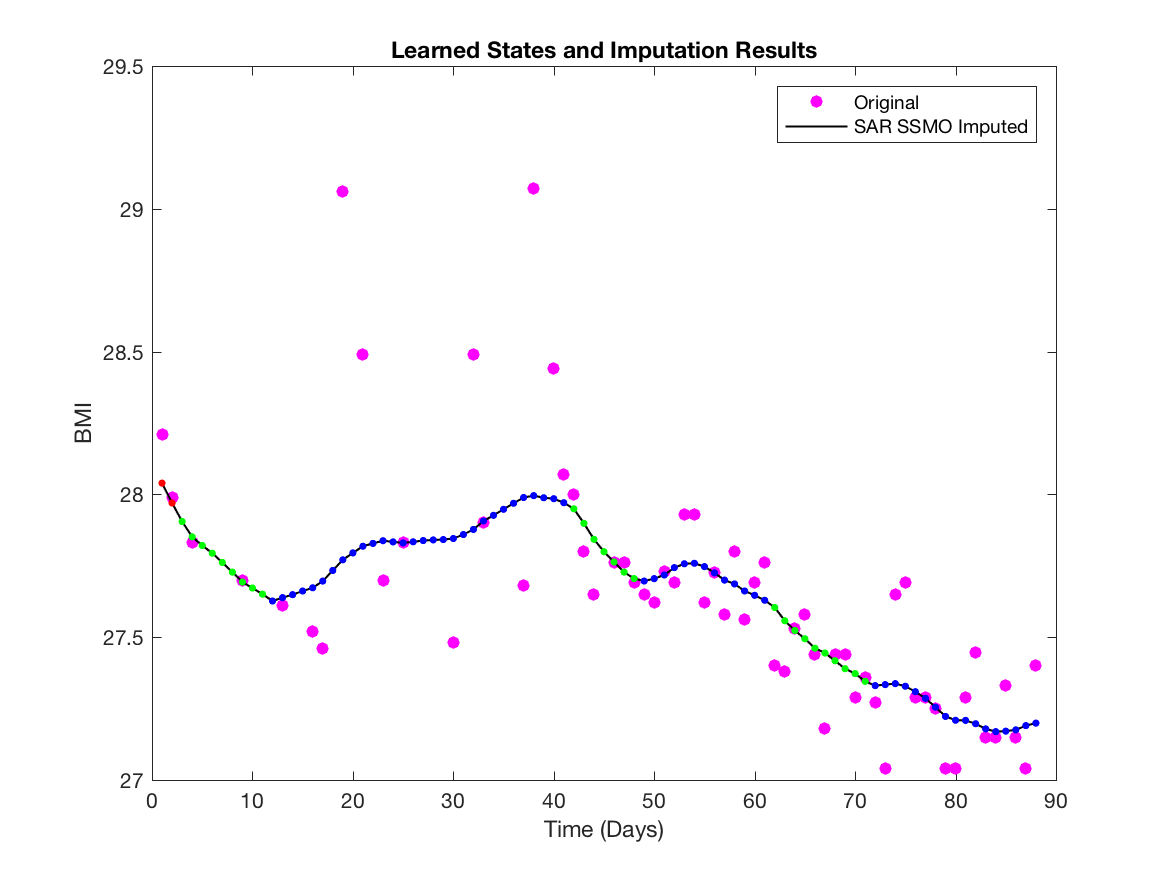 Learned States and Imputation Results
29.5
29
28.5
28
27.5
27
BMI
Original
SAR SSMO Imputed
0 10 20 30 40 50 60 70 80 90
Time (Days)